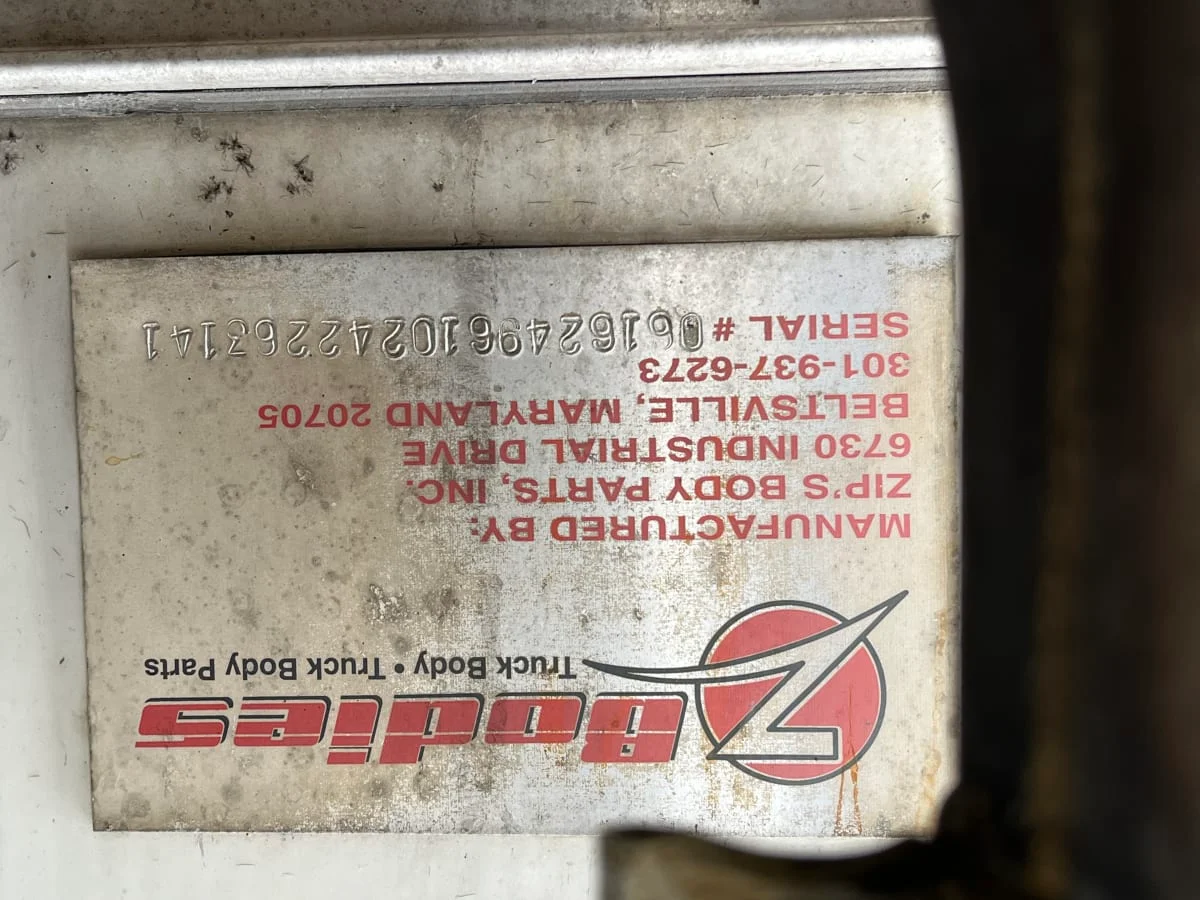 Z Bodies
Truck Body • Truck Body Parts
MANUFACTURED BY:
ZIP'S BODY PARTS, INC.
6730 INDUSTRIAL DRIVE
BELTSVILLE, MARYLAND 20705
301-937-6273
SERIAL # 0616249610242263141